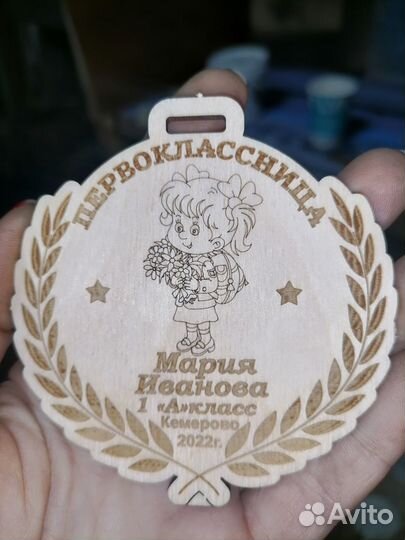 ПЕРВОКЛАССНИЦА
Мария
Иванова
1 «А»класс
Кемерово
2022г.
Avito